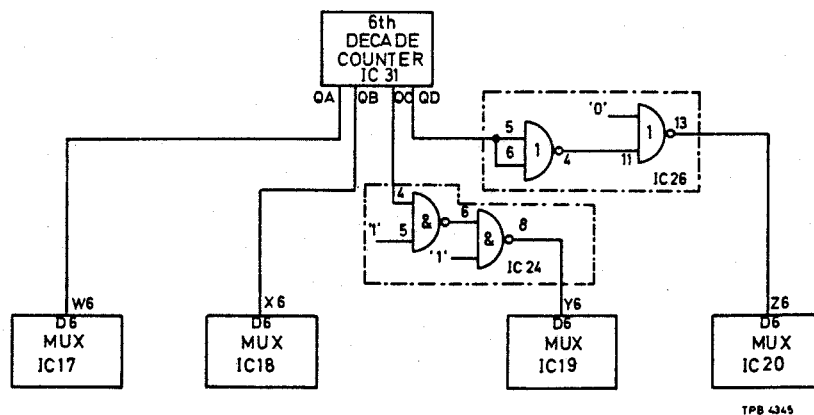 6th
DECADE
COUNTER
IC 31
QA QB QC QD
'0'
5
6
1
4
11
1
13
IC26
4
'1'
5
&
6
'1'
&
8
IC 24
W6
D6
MUX
IC17
X6
D6
MUX
IC18
Y6
D6
MUX
IC19
Z6
D6
MUX
IC 20
TPB 4345